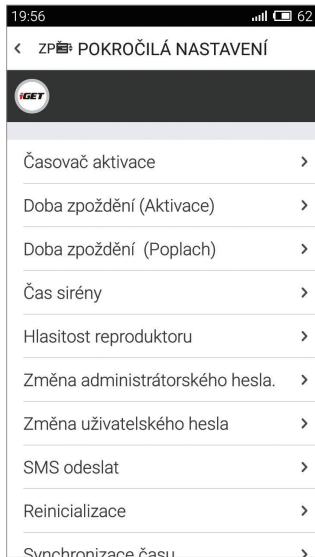 19:56 62
POKROČILÁ NASTAVENÍ
iGET
Časovač aktivace
Doba zpoždění (Aktivace)
Doba zpoždění (Poplach)
Čas sirény
Hlasitost reproduktoru
Změna administrátorského hesla.
Změna uživatelského hesla
SMS odeslat
Reinicializace
Synchronizace času